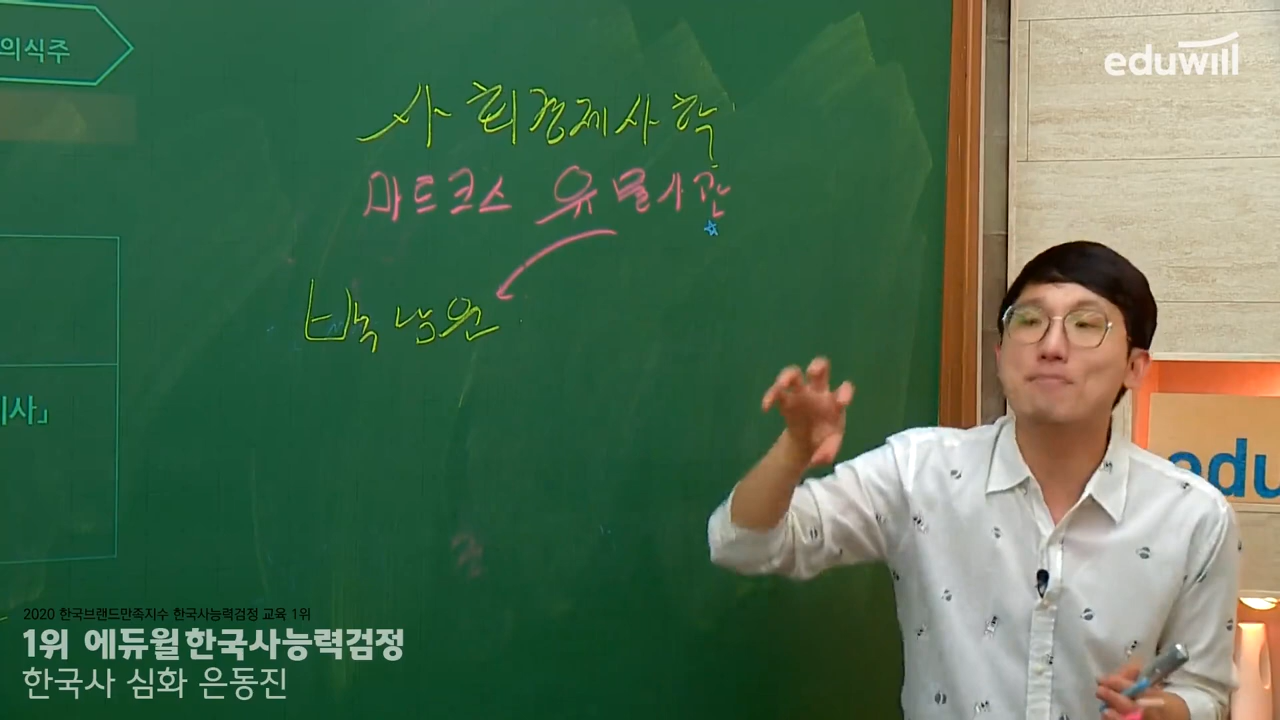 의식주
eduwill
사회경제사학
마르크스 유물사관
백남운
사」
edu
2020 한국브랜드만족지수 한국사능력검정 교육 1위
1위 에듀윌 한국사능력검정
한국사 심화 은동진